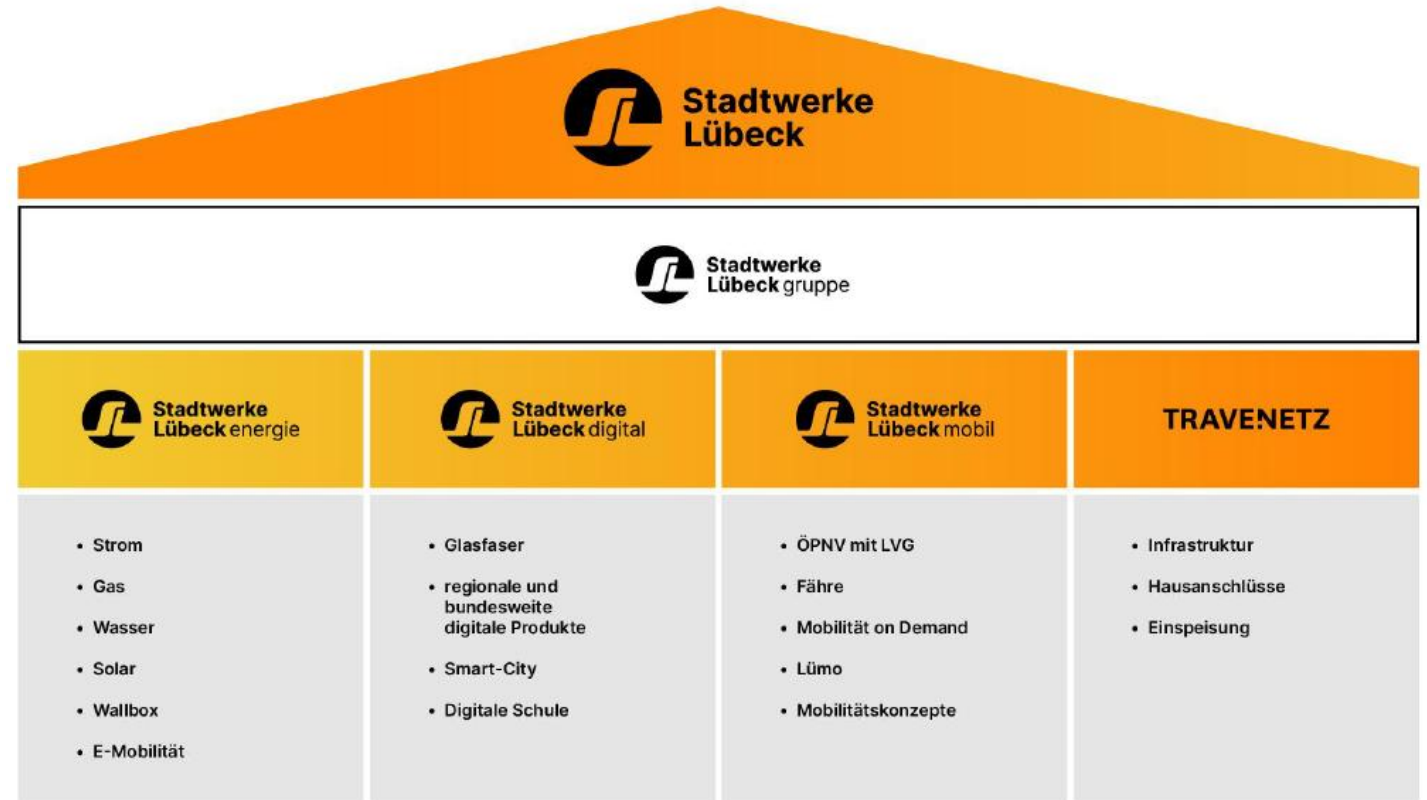 Stadtwerke
Lübeck
Stadtwerke
Lübeck gruppe
Stadtwerke
Lübeck energie
Stadtwerke
Lübeck digital
Stadtwerke
Lübeck mobil
TRAVE:NETZ
• Strom
• Gas
• Wasser
• Solar
• Wallbox
• E-Mobilität
• Glasfaser
• regionale und
bundesweite
digitale Produkte
• Smart-City
• Digitale Schule
• ÖPNV mit LVG
• Fähre
• Mobilität on Demand
• Lümo
• Mobilitätskonzepte
• Infrastruktur
• Hausanschlüsse
• Einspeisung